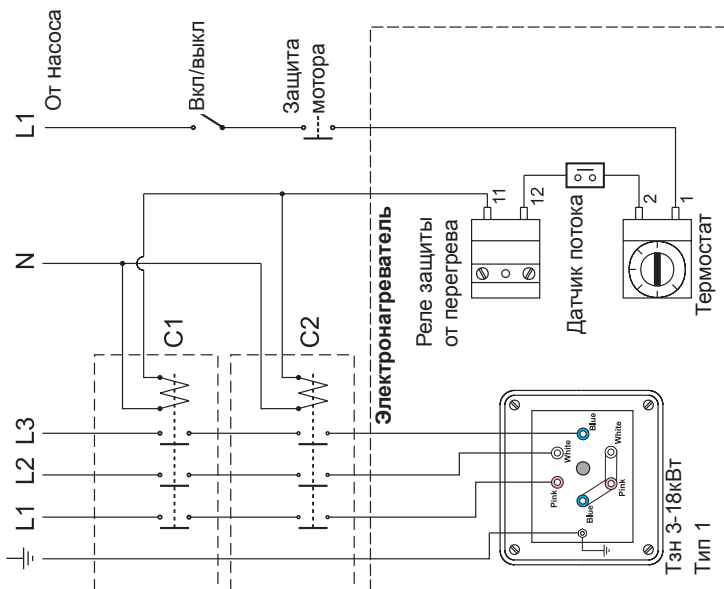 L1 От насоса
Вкл/выкл
Защита
мотора
N
C1
C2
Электронагреватель
Реле защиты
от перегрева
11
12
Датчик потока
2
1
Термостат
L3
L2
L1
Blue
White
White
Pink
Pink
Blue
Тэн 3-18кВт
Тип 1